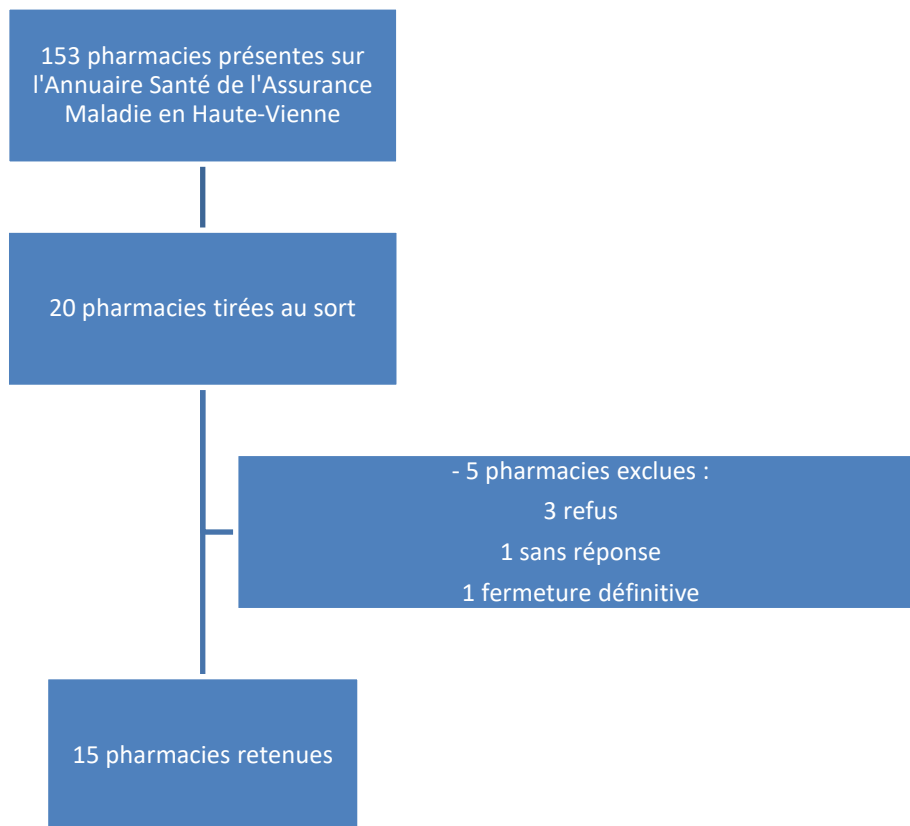 153 pharmacies présentes sur
l'Annuaire Santé de l'Assurance
Maladie en Haute-Vienne
20 pharmacies tirées au sort
- 5 pharmacies exclues :
3 refus
1 sans réponse
1 fermeture définitive
15 pharmacies retenues